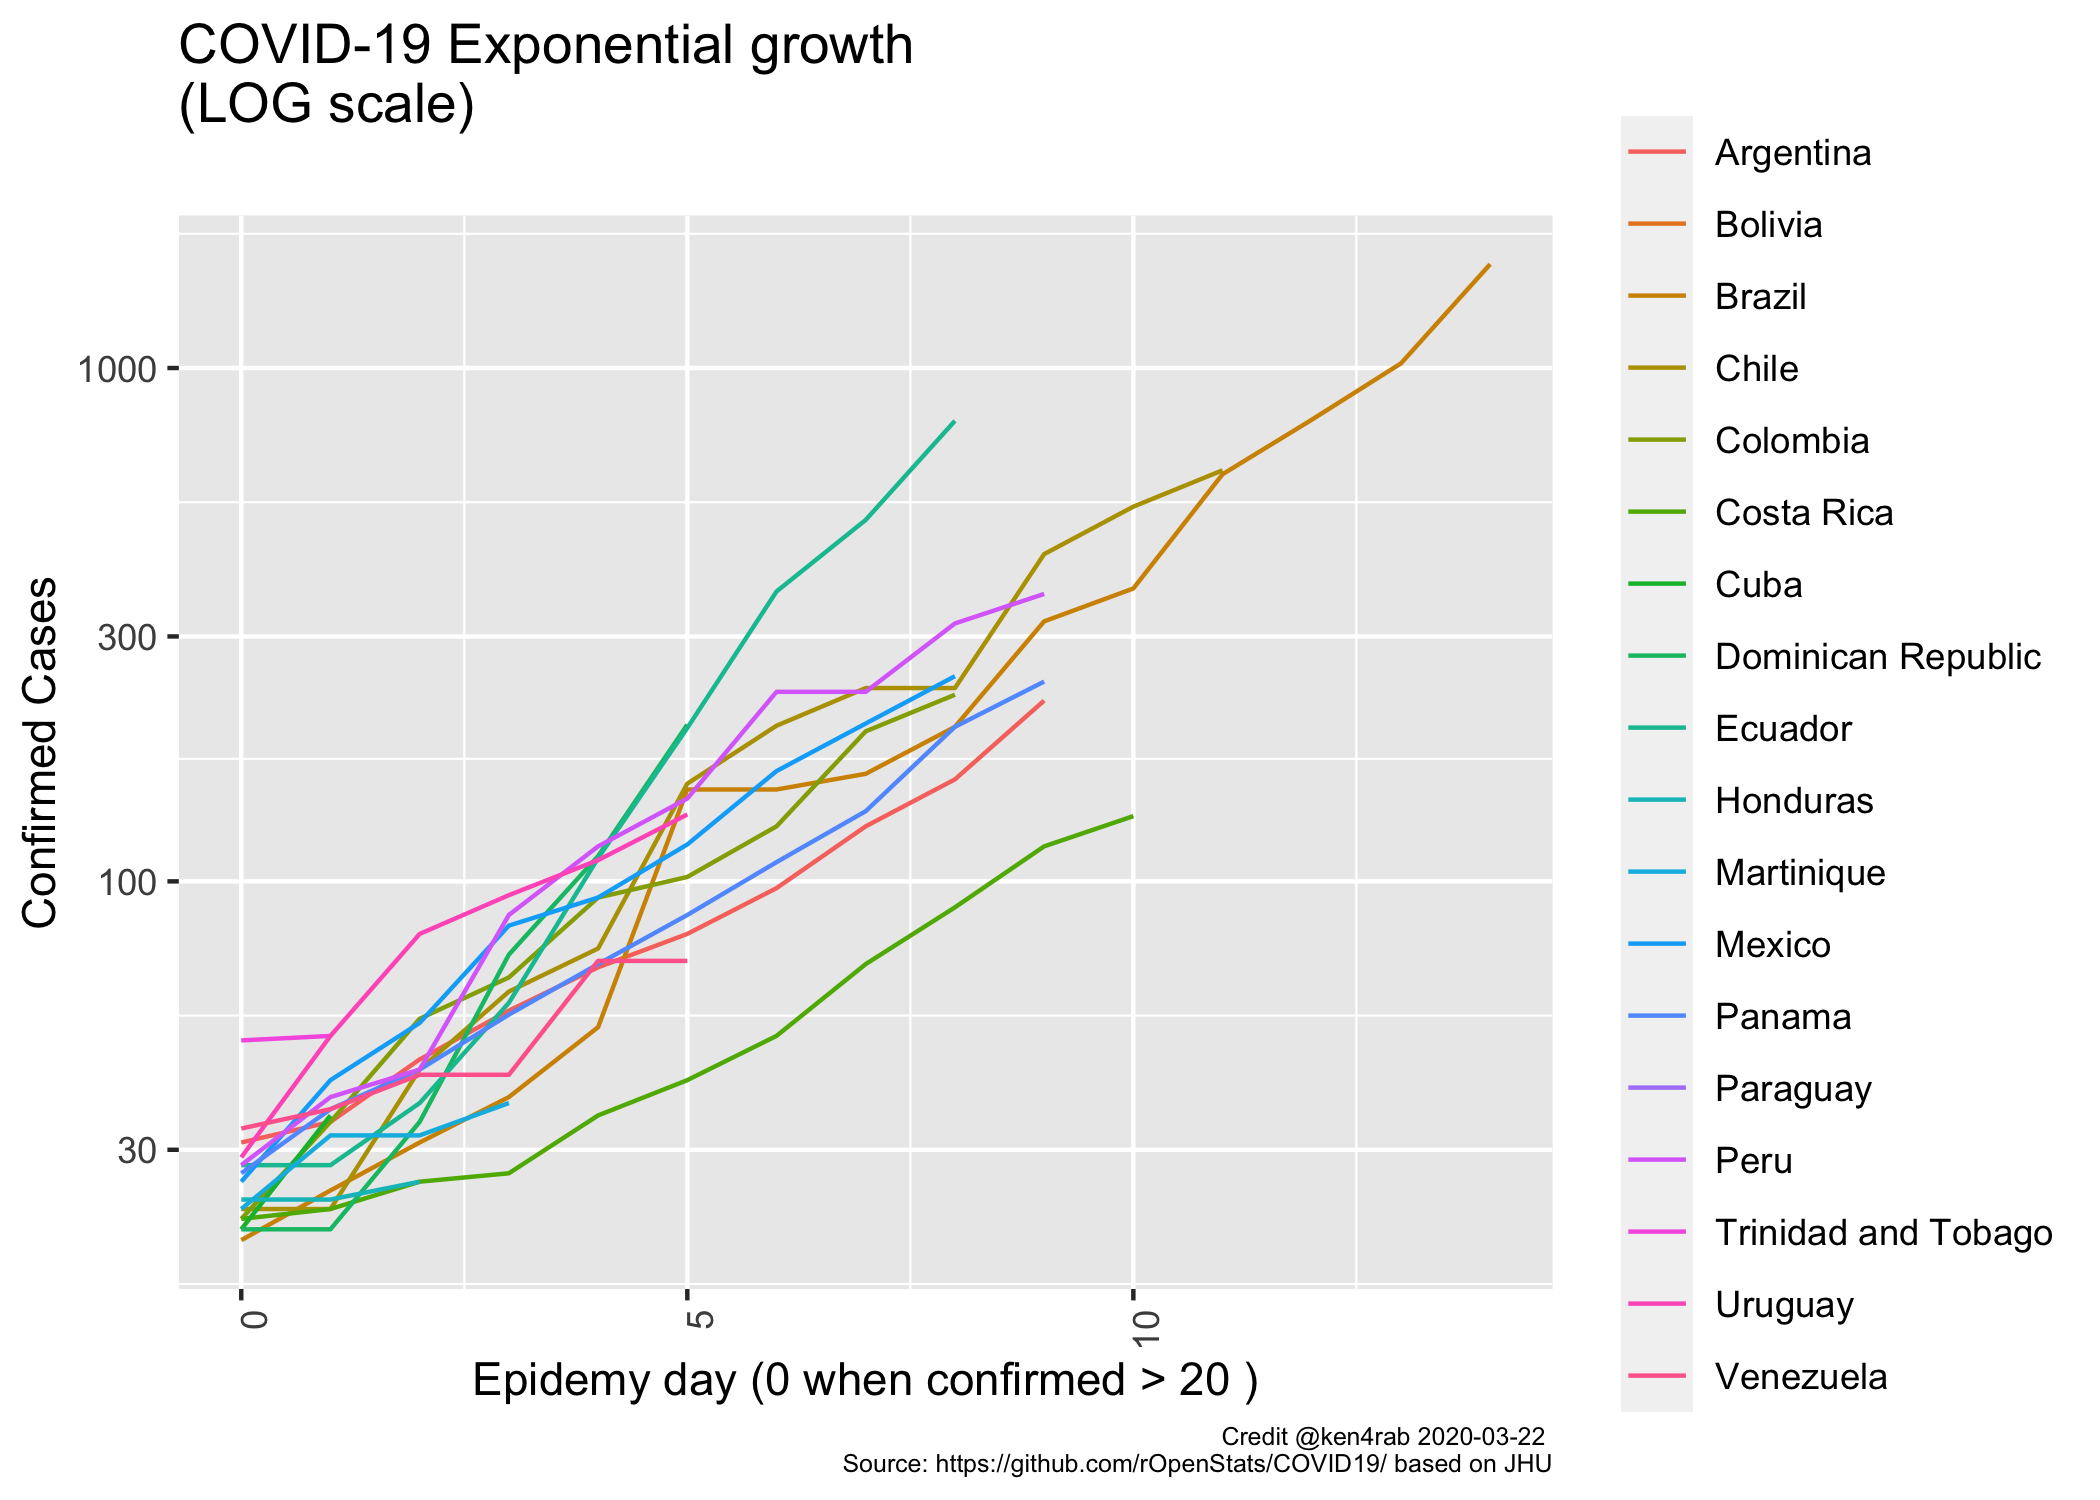 COVID-19 Exponential growth
(LOG scale)
Confirmed Cases
1000
300
100
30
0
5
10
Epidemy day (0 when confirmed > 20 )
Argentina
Bolivia
Brazil
Chile
Colombia
Costa Rica
Cuba
Dominican Republic
Ecuador
Honduras
Martinique
Mexico
Panama
Paraguay
Peru
Trinidad and Tobago
Uruguay
Venezuela
Credit @ken4rab 2020-03-22
Source: https://github.com/rOpenStats/COVID19/ based on JHU